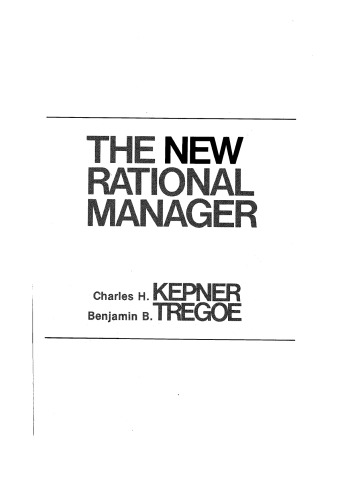 THE NEW
RATIONAL
MANAGER
Charles H. KEPNER
Benjamin B. TREGOE